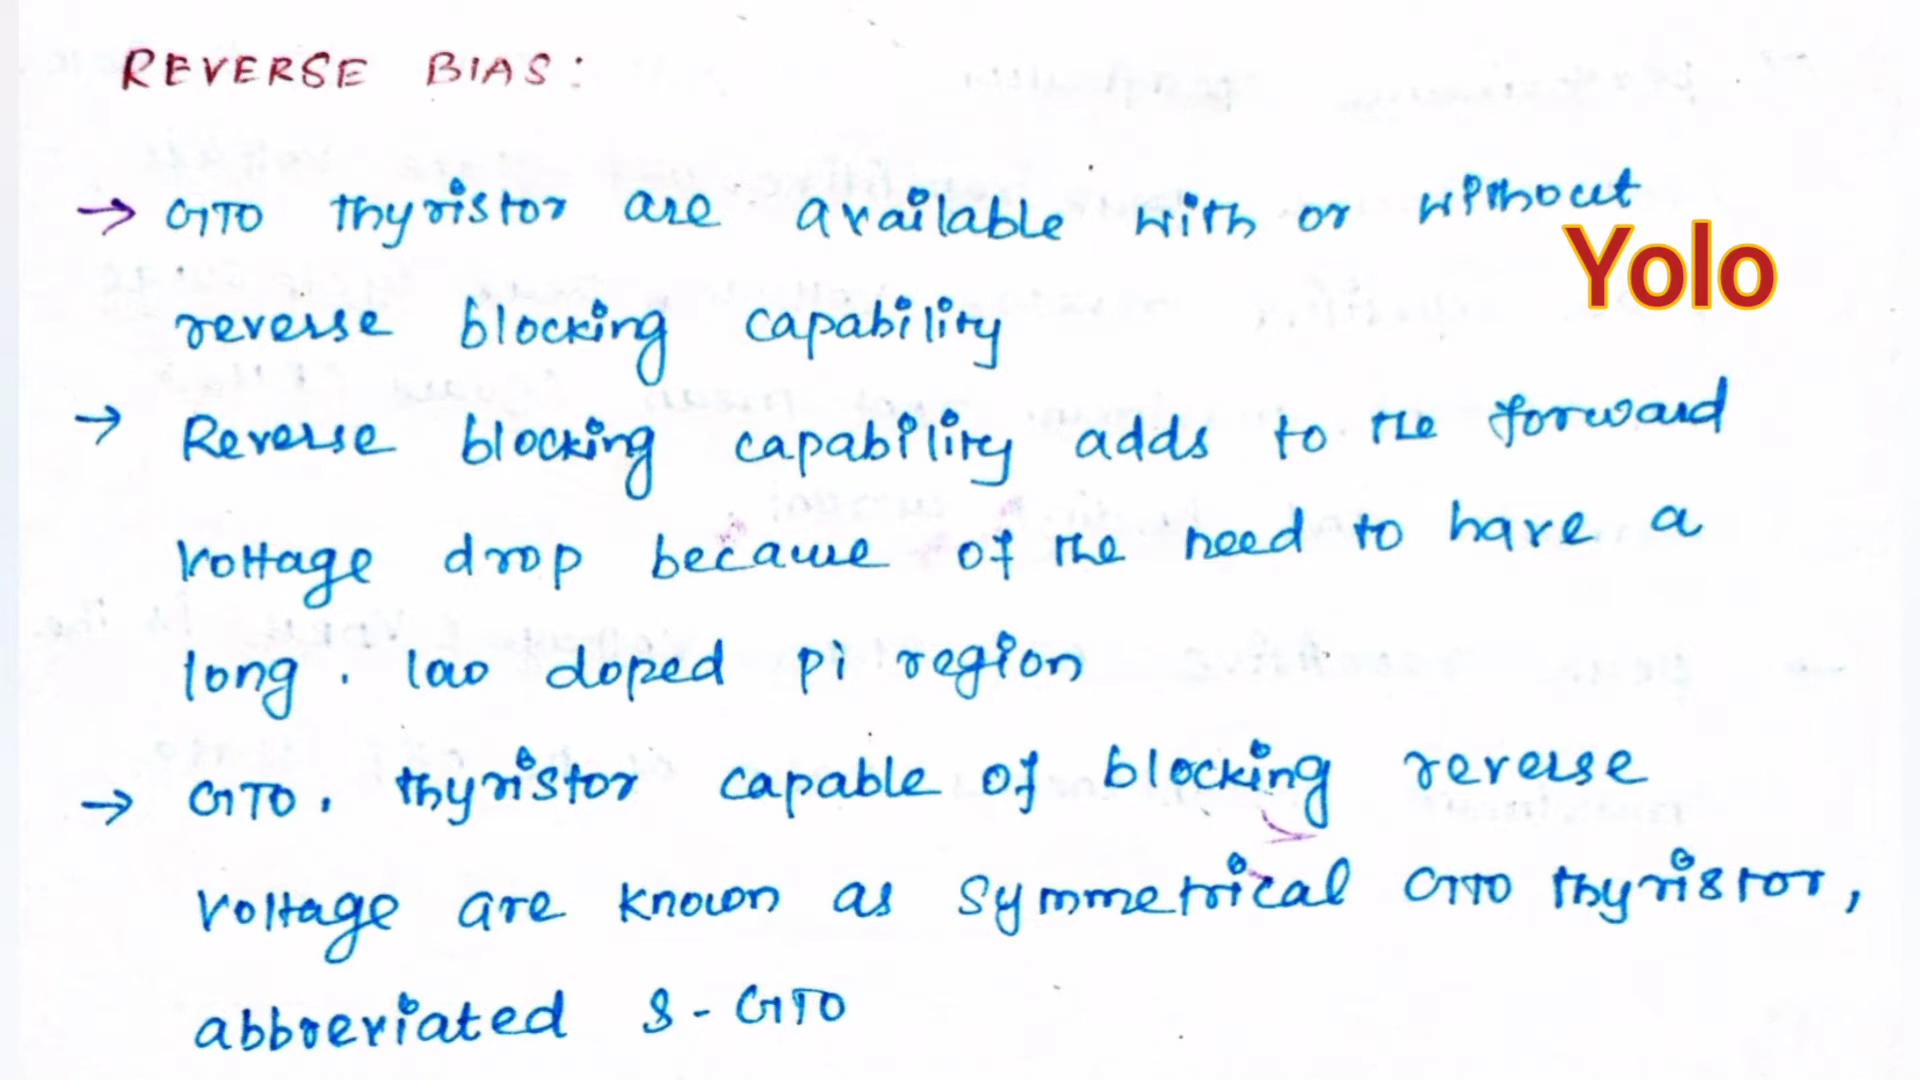 REVERSE BIAS:
→ GTO thyristor are available with or without
Yolo
reverse blocking capability
→ Reverse blocking capability adds to the forward
voltage drop because of the need to have a
long. low doped pi region
→ GTO. thyristor capable of blocking reverse
voltage are known as symmetrical GTO thyristor,
abbreviated S-GTO